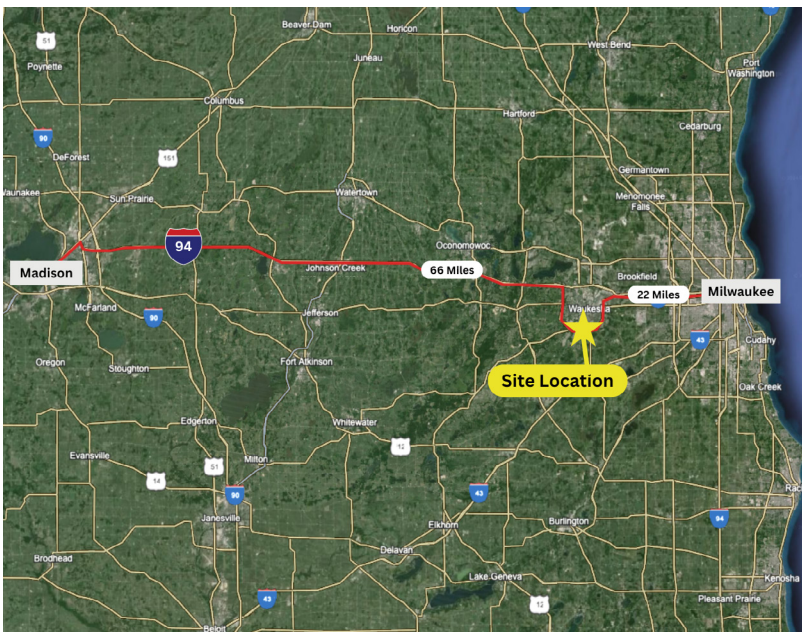 Beaver Dam
Horicon
51
West Bend
Poynette
Juneau
Port
Washington
Columbus
Hartford
Cedarburg
90
DeForest
151
Germantown
Waunakee
Sun Prairie
Watertown
Menomonee
Falls
94
Oconomowoc
Madison
Johnson Creek
66 Miles
Brookfield
22 Miles
Milwaukee
McFarland
90
Jefferson
Waukesha
43
Cudahy
Oregon
Stoughton
Fort Atkinson
Site Location
Oak Creek
Edgerton
Whitewater
12
Evansville
Milton
51
14
90
43
Janesville
Elkhorn
Burlington
94
Brodhead
Delavan
Lake Geneva
Kenosha
43
12
Pleasant Prairie
Beloit